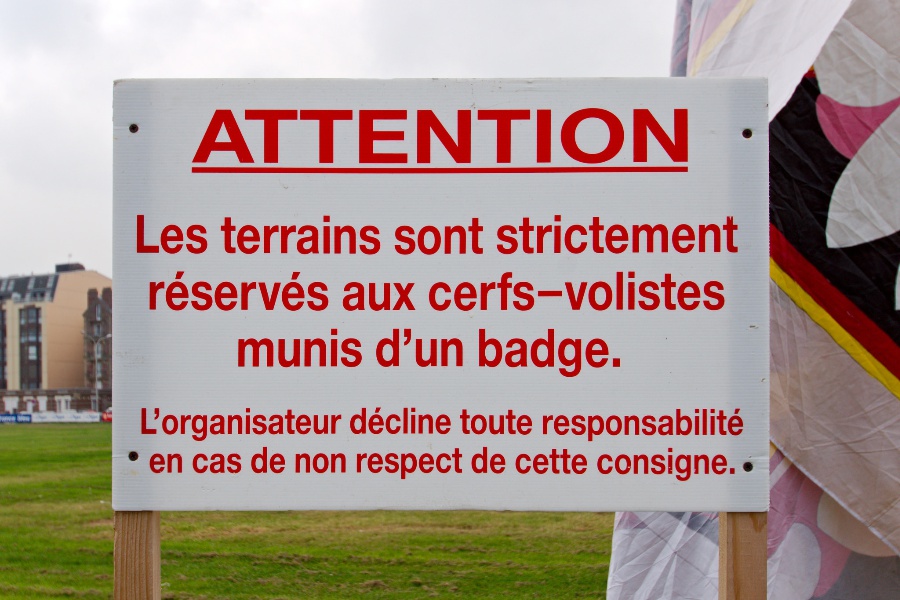 ATTENTION
Les terrains sont strictement
réservés aux cerfs-volistes
munis d'un badge.
L'organisateur décline toute responsabilité
en cas de non respect de cette consigne.